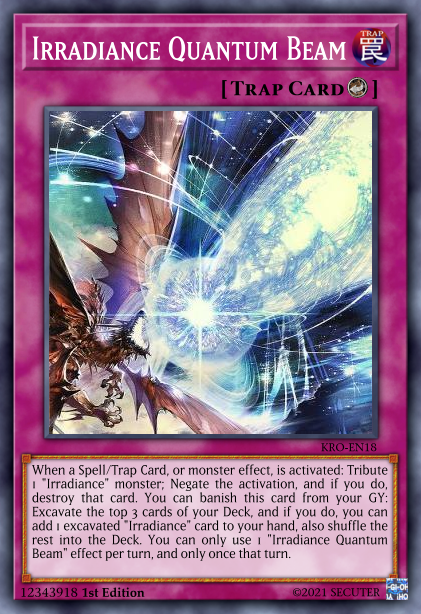 Irradiance Quantum Beam
TRAP
罠
[Trap Card]
KRO-EN18
When a Spell/Trap Card, or monster effect, is activated: Tribute
1 "Irradiance" monster; Negate the activation, and if you do,
destroy that card. You can banish this card from your GY:
Excavate the top 3 cards of your Deck, and if you do, you can
add 1 excavated "Irradiance" card to your hand, also shuffle the
rest into the Deck. You can only use 1 "Irradiance Quantum
Beam" effect per turn, and only once that turn.
12343918 1st Edition
©2021 SECUTER